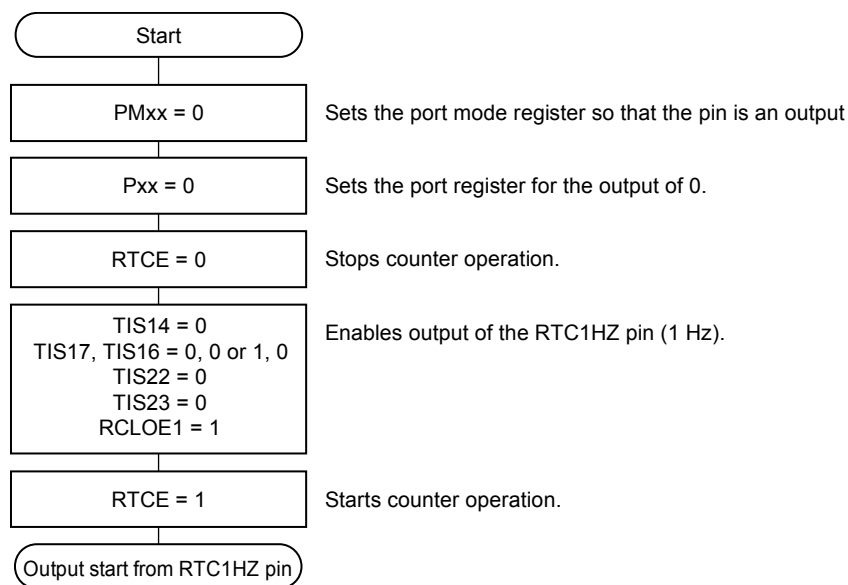 Start
PMxx = 0
Sets the port mode register so that the pin is an output
Pxx = 0
Sets the port register for the output of 0.
RTCE = 0
Stops counter operation.
TIS14 = 0
TIS17, TIS16 = 0, 0 or 1, 0
TIS22 = 0
TIS23 = 0
RCLOE1 = 1
Enables output of the RTC1HZ pin (1 Hz).
RTCE = 1
Starts counter operation.
Output start from RTC1HZ pin